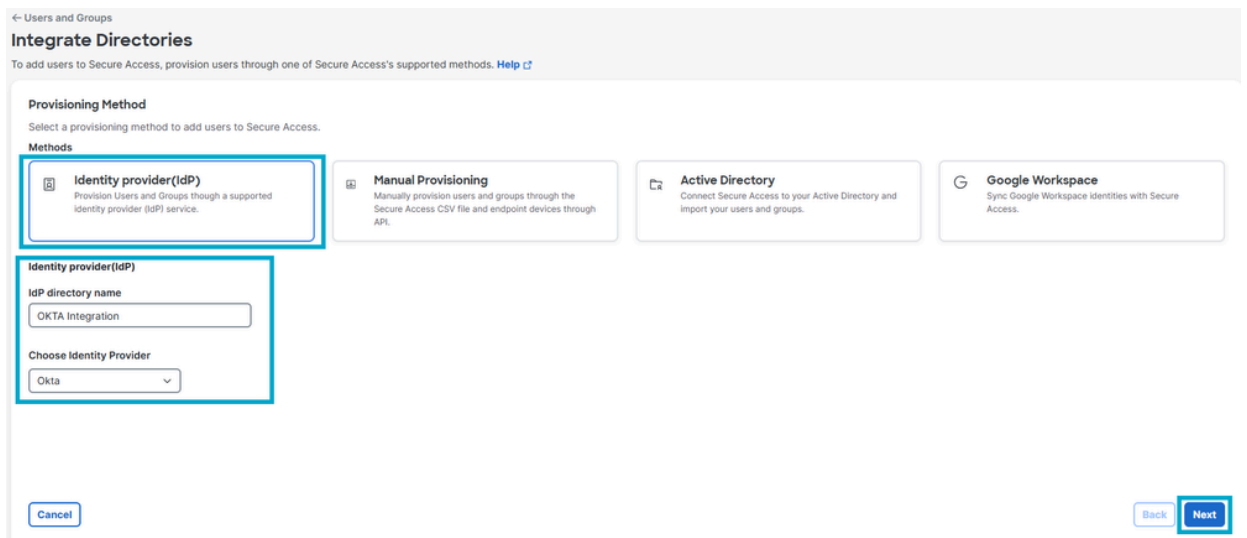 ← Users and Groups
Integrate Directories
To add users to Secure Access, provision users through one of Secure Access's supported methods. Help
Provisioning Method
Select a provisioning method to add users to Secure Access.
Methods
Identity provider(IdP)
Provision Users and Groups though a supported
identity provider (IdP) service.
Manual Provisioning
Manually provision users and groups through the
Secure Access CSV file and endpoint devices through
API.
Active Directory
Connect Secure Access to your Active Directory and
import your users and groups.
Google Workspace
Sync Google Workspace identities with Secure
Access.
Identity provider(IdP)
IdP directory name
OKTA Integration
Choose Identity Provider
Okta
Cancel
Back
Next